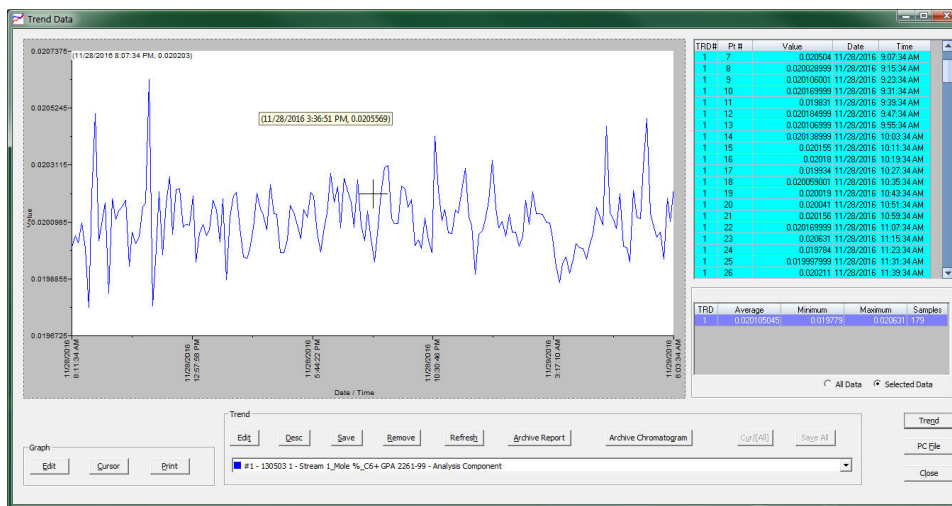 Trend Data
0.0207375
(11/28/2016 8:07:34 PM, 0.020203)
0.0205245
(11/28/2016 3:36:51 PM, 0.0205569)
0.0203115
Value
0.0200985
0.0198855
0.0196725
11/28/2016
8:11:34 AM
11/28/2016
12:57:58 PM
11/28/2016
5:44:22 PM
11/28/2016
10:30:46 PM
11/29/2016
3:17:10 AM
11/29/2016
8:03:34 AM
Date / Time
TRD# Pt # Value Date Time
1 7 0.020504 11/28/2016 9:07:34 AM
1 8 0.020028999 11/28/2016 9:15:34 AM
1 9 0.020106001 11/28/2016 9:23:34 AM
1 10 0.020169999 11/28/2016 9:31:34 AM
1 11 0.019831 11/28/2016 9:39:34 AM
1 12 0.020184999 11/28/2016 9:47:34 AM
1 13 0.020106999 11/28/2016 9:55:34 AM
1 14 0.020138999 11/28/2016 10:03:34 AM
1 15 0.020155 11/28/2016 10:11:34 AM
1 16 0.02018 11/28/2016 10:19:34 AM
1 17 0.019934 11/28/2016 10:27:34 AM
1 18 0.020059001 11/28/2016 10:35:34 AM
1 19 0.020019 11/28/2016 10:43:34 AM
1 20 0.020041 11/28/2016 10:51:34 AM
1 21 0.020156 11/28/2016 10:59:34 AM
1 22 0.020169999 11/28/2016 11:07:34 AM
1 23 0.020631 11/28/2016 11:15:34 AM
1 24 0.019784 11/28/2016 11:23:34 AM
1 25 0.019997999 11/28/2016 11:31:34 AM
1 26 0.020211 11/28/2016 11:39:34 AM
TRD Average Minimum Maximum Samples
1 0.020105045 0.019779 0.020631 179
All Data Selected Data
Graph
Edit Cursor Print
Trend
Edit Desc Save Remove Refresh Archive Report Archive Chromatogram Cur/[All] Save All
#1 - 130503 1 - Stream 1_Mole %_C6+ GPA 2261-99 - Analysis Component
Trend
PC File
Close